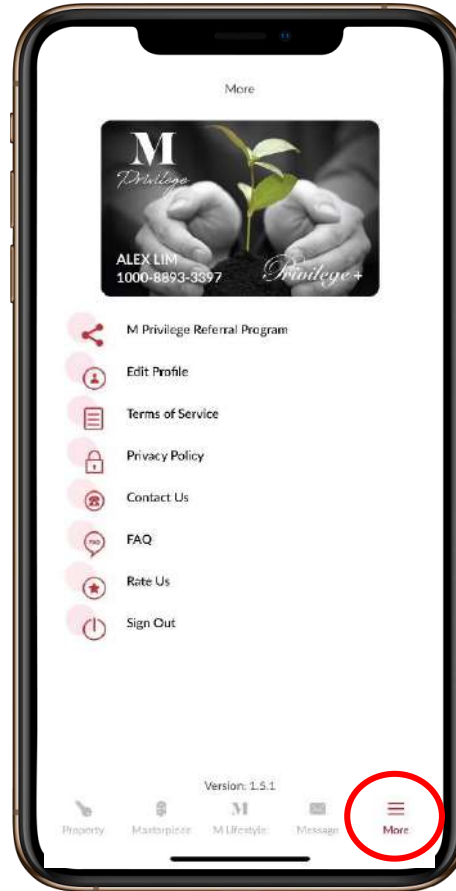 More
M
Privilege
ALEX LIM
1000-8893-3397
Privilege +
M Privilege Referral Program
Edit Profile
Terms of Service
Privacy Policy
Contact Us
FAQ
FAQ
Rate Us
Sign Out
Version: 1.5.1
Property
Masterpiece
M
M Lifestyle
Message
More